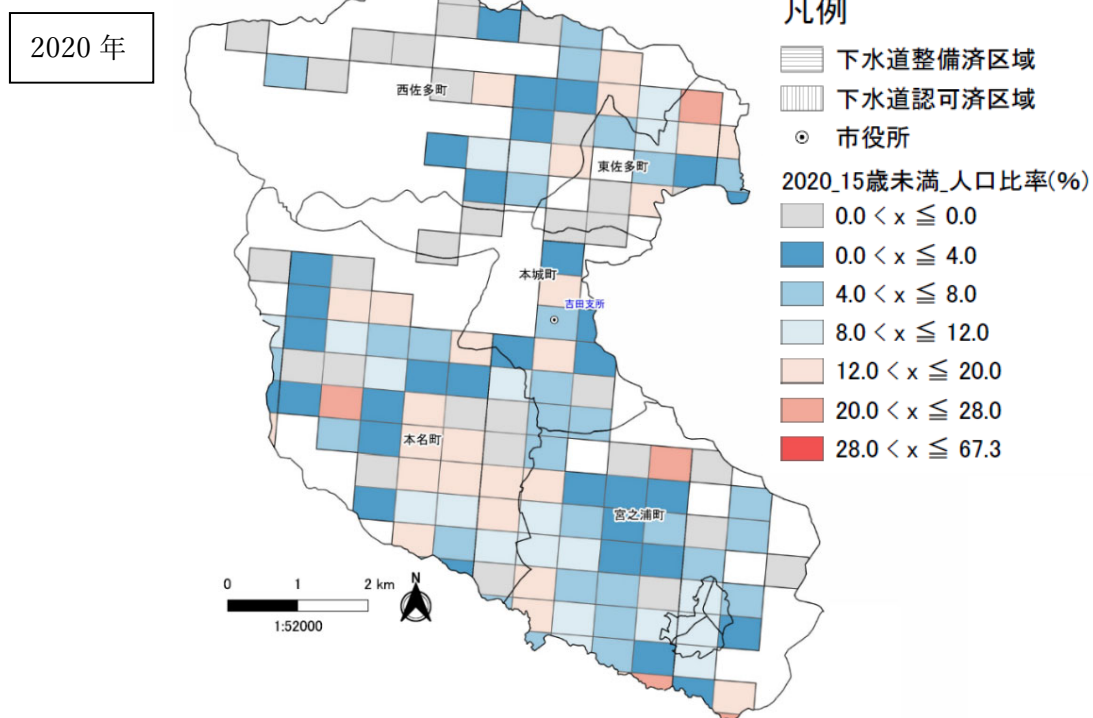 2020 年
凡例
下水道整備済区域
下水道認可済区域
市役所
2020_15歳未満_人口比率(%)
0.0 < x ≦ 0.0
0.0 < x ≦ 4.0
4.0 < x ≦ 8.0
8.0 < x ≦ 12.0
12.0 < x ≦ 20.0
20.0 < x ≦ 28.0
28.0 < x ≦ 67.3
西佐多町
東佐多町
本城町
吉田支所
本名町
宮之浦町
0 1 2 km
N
1:52000